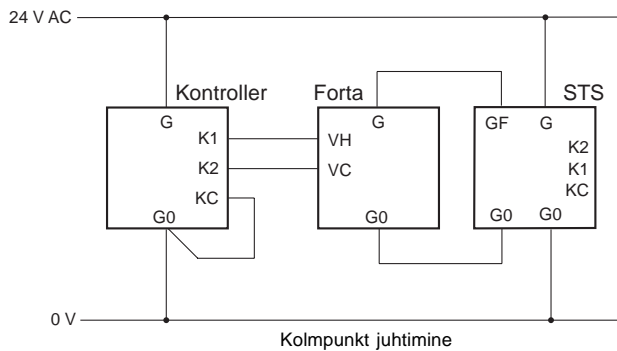 24 V AC
Kontroller
Forta
STS
G
G
GF
G
K1
VH
K2
K2
VC
K1
KC
KC
G0
G0
G0
G0
0 V
Kolmpunkt juhtimine